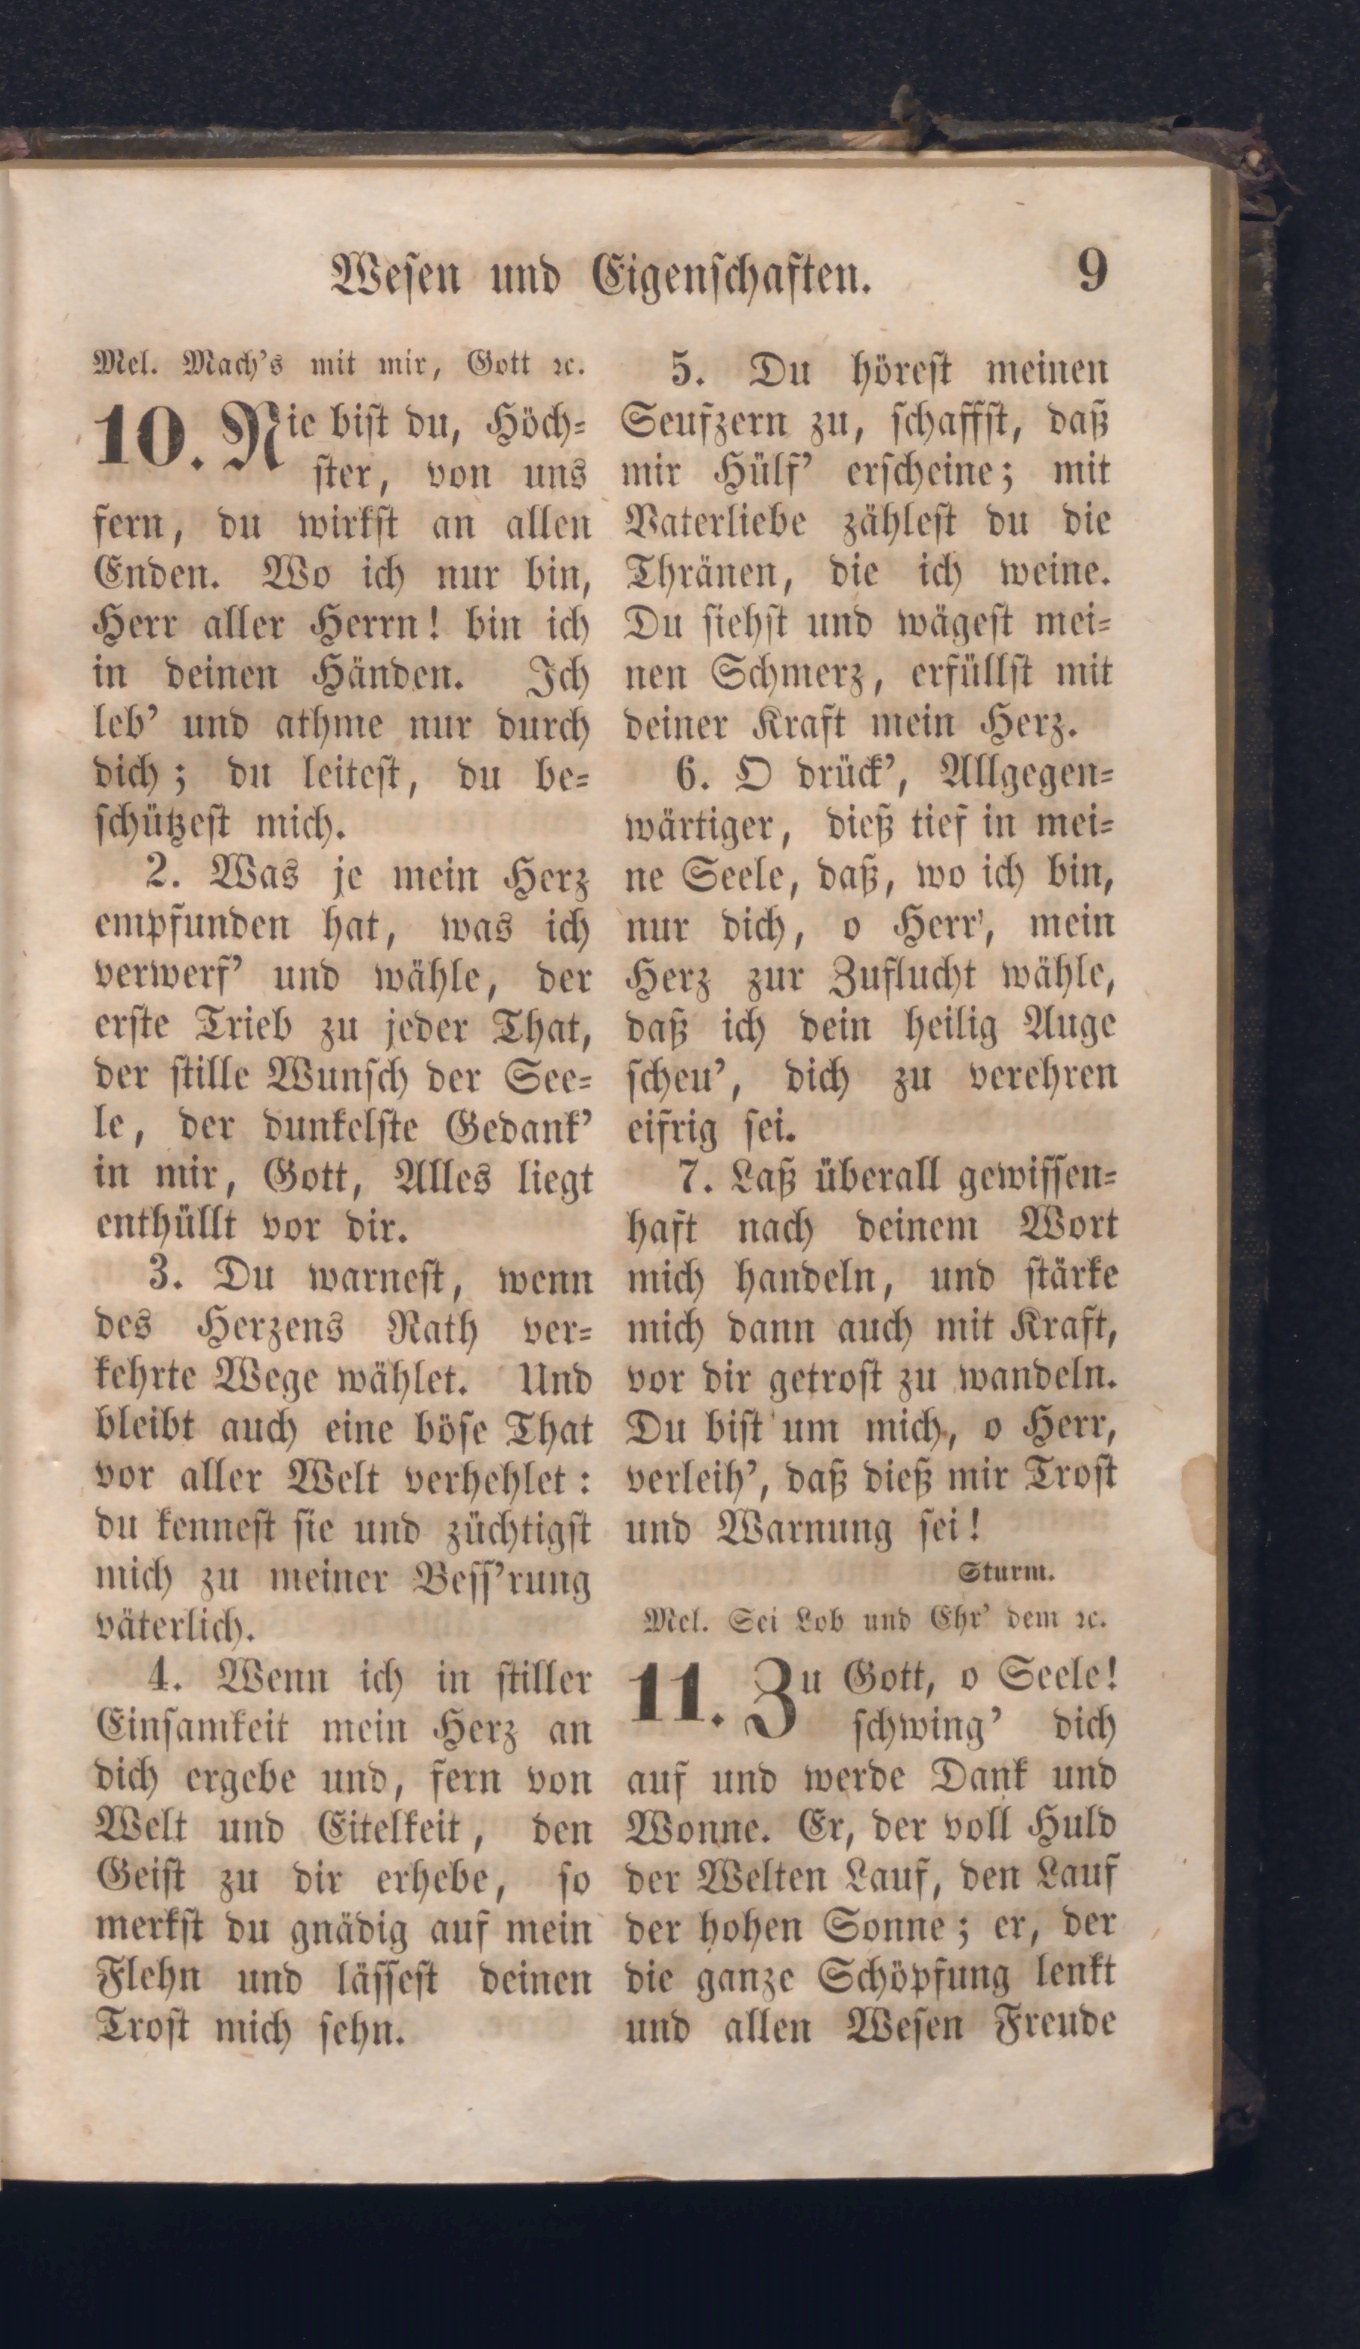 Wesen und Eigenschaften. 9
Mel. Mach's mit mir, Gott ꝛc.
10. Nie bist du, Höch-
ster, von uns
fern, du wirkst an allen
Enden. Wo ich nur bin,
Herr aller Herrn! bin ich
in deinen Händen. Ich
leb' und athme nur durch
dich; du leitest, du be-
schützest mich.
2. Was je mein Herz
empfunden hat, was ich
verwerf' und wähle, der
erste Trieb zu jeder That,
der stille Wunsch der See-
le, der dunkelste Gedank'
in mir, Gott, Alles liegt
enthüllt vor dir.
3. Du warnest, wenn
des Herzens Rath ver-
kehrte Wege wählet. Und
bleibt auch eine böse That
vor aller Welt verhehlet:
du kennest sie und züchtigst
mich zu meiner Bess'rung
väterlich.
4. Wenn ich in stiller
Einsamkeit mein Herz an
dich ergebe und, fern von
Welt und Eitelkeit, den
Geist zu dir erhebe, so
merkst du gnädig auf mein
Flehn und lässest deinen
Trost mich sehn.
5. Du hörest meinen
Seufzern zu, schaffst, daß
mir Hülf' erscheine; mit
Vaterliebe zählest du die
Thränen, die ich weine.
Du siehst und wägest mei-
nen Schmerz, erfüllst mit
deiner Kraft mein Herz.
6. O drück', Allgegen-
wärtiger, dieß tief in mei-
ne Seele, daß, wo ich bin,
nur dich, o Herr', mein
Herz zur Zuflucht wähle,
daß ich dein heilig Auge
scheu', dich zu verehren
eifrig sei.
7. Laß überall gewissen-
haft nach deinem Wort
mich handeln, und stärke
mich dann auch mit Kraft,
vor dir getrost zu wandeln.
Du bist um mich, o Herr,
verleih', daß dieß mir Trost
und Warnung sei!
Sturm.
Mel. Sei Lob und Ehr' dem ꝛc.
11. Zu Gott, o Seele!
schwing' dich
auf und werde Dank und
Wonne. Er, der voll Huld
der Welten Lauf, den Lauf
der hohen Sonne; er, der
die ganze Schöpfung lenkt
und allen Wesen Freude